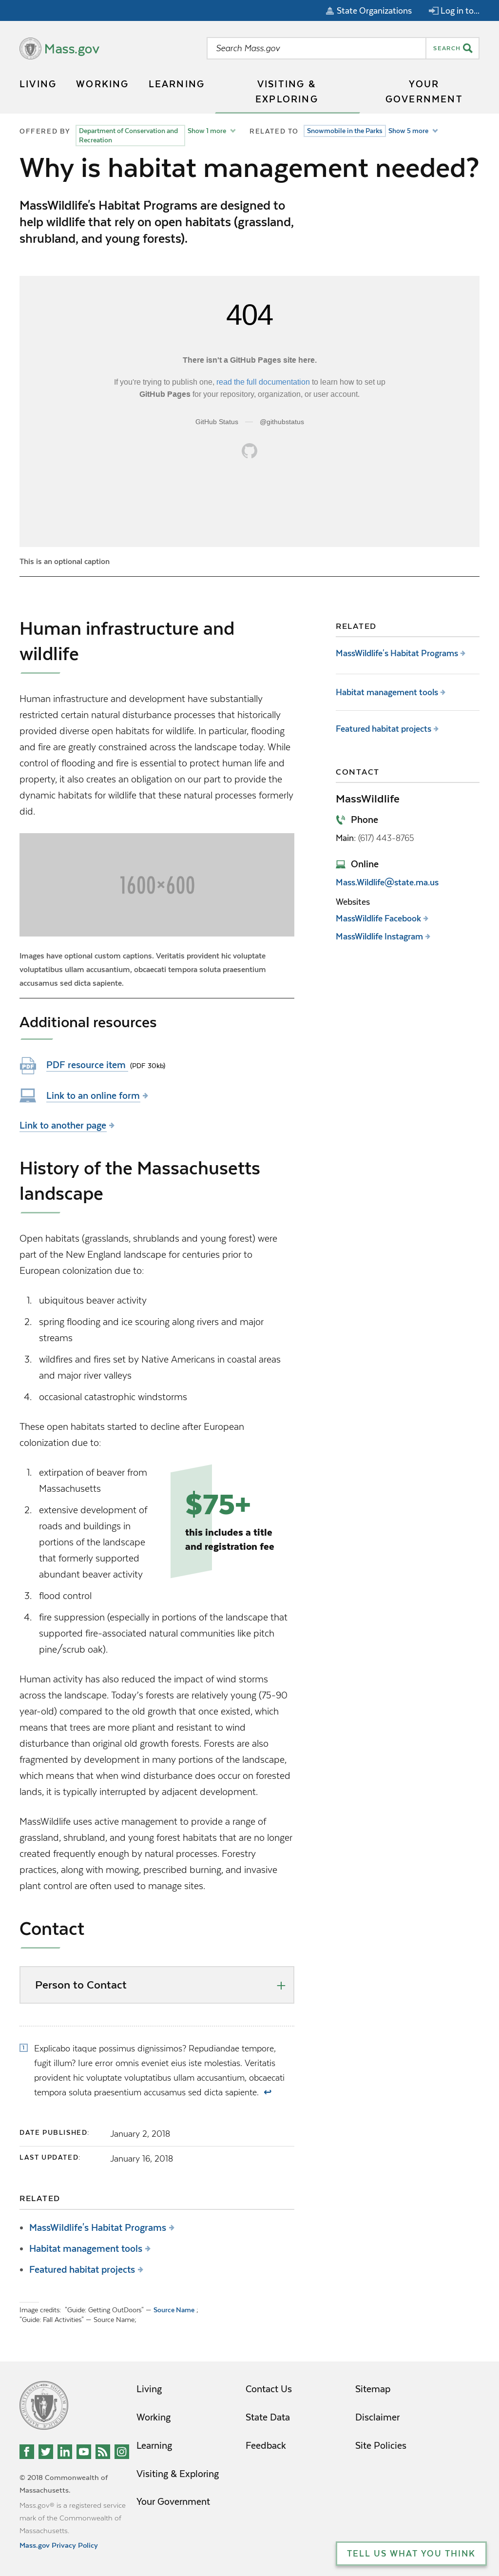 State Organizations
Log in to...
Mass.gov
Search Mass.gov
SEARCH
LIVING
WORKING
LEARNING
VISITING &
EXPLORING
YOUR
GOVERNMENT
OFFERED BY
Department of Conservation and
Recreation
Show 1 more
RELATED TO
Snowmobile in the Parks
Show 5 more
Why is habitat management needed?
MassWildlife's Habitat Programs are designed to
help wildlife that rely on open habitats (grassland,
shrubland, and young forests).
404
There isn't a GitHub Pages site here.
If you're trying to publish one, read the full documentation to learn how to set up
GitHub Pages for your repository, organization, or user account.
GitHub Status — @githubstatus
This is an optional caption
Human infrastructure and
wildlife
Human infrastructure and development have substantially
restricted certain natural disturbance processes that historically
provided diverse open habitats for wildlife. In particular, flooding
and fire are greatly constrained across the landscape today. While
control of flooding and fire is essential to protect human life and
property, it also creates an obligation on our part to provide the
dynamic habitats for wildlife that these natural processes formerly
did.
1600×600
Images have optional custom captions. Veritatis provident hic voluptate
voluptatibus ullam accusantium, obcaecati tempora soluta praesentium
accusamus sed dicta sapiente.
Additional resources
PDF
PDF resource item (PDF 30kb)
Link to an online form
Link to another page
History of the Massachusetts
landscape
Open habitats (grasslands, shrublands and young forest) were
part of the New England landscape for centuries prior to
European colonization due to:
1. ubiquitous beaver activity
2. spring flooding and ice scouring along rivers and major
streams
3. wildfires and fires set by Native Americans in coastal areas
and major river valleys
4. occasional catastrophic windstorms
These open habitats started to decline after European
colonization due to:
1. extirpation of beaver from
Massachusetts
2. extensive development of
roads and buildings in
portions of the landscape
that formerly supported
abundant beaver activity
$75+
this includes a title
and registration fee
3. flood control
4. fire suppression (especially in portions of the landscape that
supported fire-associated natural communities like pitch
pine/scrub oak).
Human activity has also reduced the impact of wind storms
across the landscape. Today's forests are relatively young (75-90
year-old) compared to the old growth that once existed, which
means that trees are more pliant and resistant to wind
disturbance than original old growth forests. Forests are also
fragmented by development in many portions of the landscape,
which means that when wind disturbance does occur on forested
lands, it is typically interrupted by adjacent development.
MassWildlife uses active management to provide a range of
grassland, shrubland, and young forest habitats that are no longer
created frequently enough by natural processes. Forestry
practices, along with mowing, prescribed burning, and invasive
plant control are often used to manage sites.
Contact
Person to Contact
1 Explicabo itaque possimus dignissimos? Repudiandae tempore,
fugit illum? Iure error omnis eveniet eius iste molestias. Veritatis
provident hic voluptate voluptatibus ullam accusantium, obcaecati
tempora soluta praesentium accusamus sed dicta sapiente. ↩
DATE PUBLISHED: January 2, 2018
LAST UPDATED: January 16, 2018
RELATED
MassWildlife's Habitat Programs
Habitat management tools
Featured habitat projects
Image credits: "Guide: Getting OutDoors" — Source Name ,
"Guide: Fall Activities" — Source Name;
RELATED
MassWildlife's Habitat Programs
Habitat management tools
Featured habitat projects
CONTACT
MassWildlife
Phone
Main: (617) 443-8765
Online
Mass.Wildlife@state.ma.us
Websites
MassWildlife Facebook
MassWildlife Instagram
Living
Working
Learning
Visiting & Exploring
Your Government
Contact Us
State Data
Feedback
Sitemap
Disclaimer
Site Policies
© 2018 Commonwealth of
Massachusetts.
Mass.gov® is a registered service
mark of the Commonwealth of
Massachusetts.
Mass.gov Privacy Policy
TELL US WHAT YOU THINK